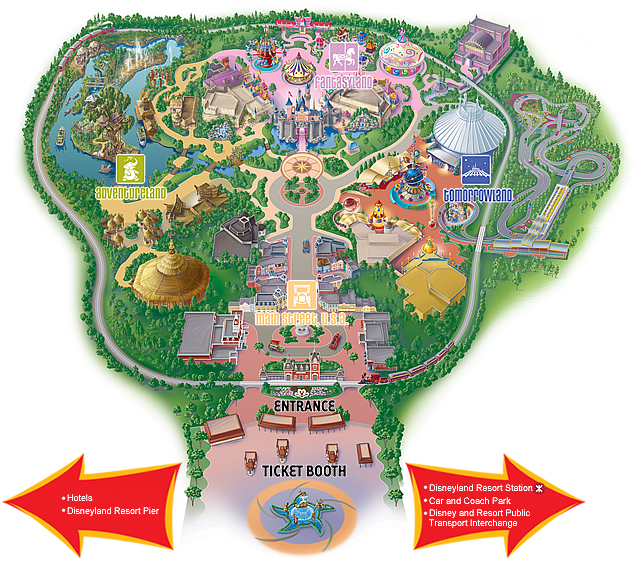 fantasyland
adventureland
tomorrowland
main street, u.s.a.
ENTRANCE
TICKET BOOTH
• Hotels
• Disneyland Resort Pier
• Disneyland Resort Station
• Car and Coach Park
• Disney and Resort Public
Transport Interchange